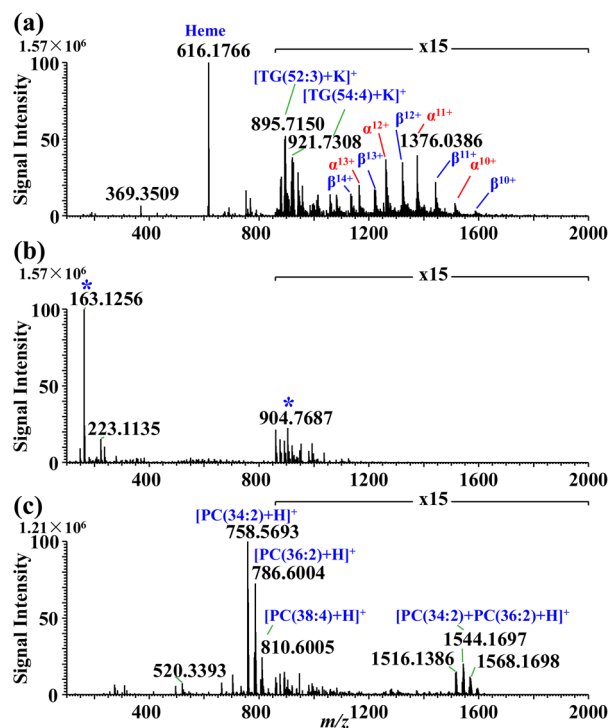 (a)
1.57×10⁶
Heme
616.1766
x15
[TG(52:3)+K]⁺
[TG(54:4)+K]⁺
895.7150
921.7308
α¹¹⁺
1376.0386
β¹²⁺
α¹²⁺
β¹³⁺
α¹³⁺
β¹⁴⁺
β¹¹⁺
α¹⁰⁺
β¹⁰⁺
369.3509
Signal Intensity
100
50
0
400 800 1200 1600 2000
(b)
1.57×10⁶
x15
*
163.1256
223.1135
*
904.7687
Signal Intensity
100
50
0
400 800 1200 1600 2000
(c)
1.21×10⁶
x15
[PC(34:2)+H]⁺
758.5693
[PC(36:2)+H]⁺
786.6004
[PC(38:4)+H]⁺
810.6005
520.3393
[PC(34:2)+PC(36:2)+H]⁺
1544.1697
1516.1386
1568.1698
Signal Intensity
100
50
0
400 800 1200 1600 2000
m/z